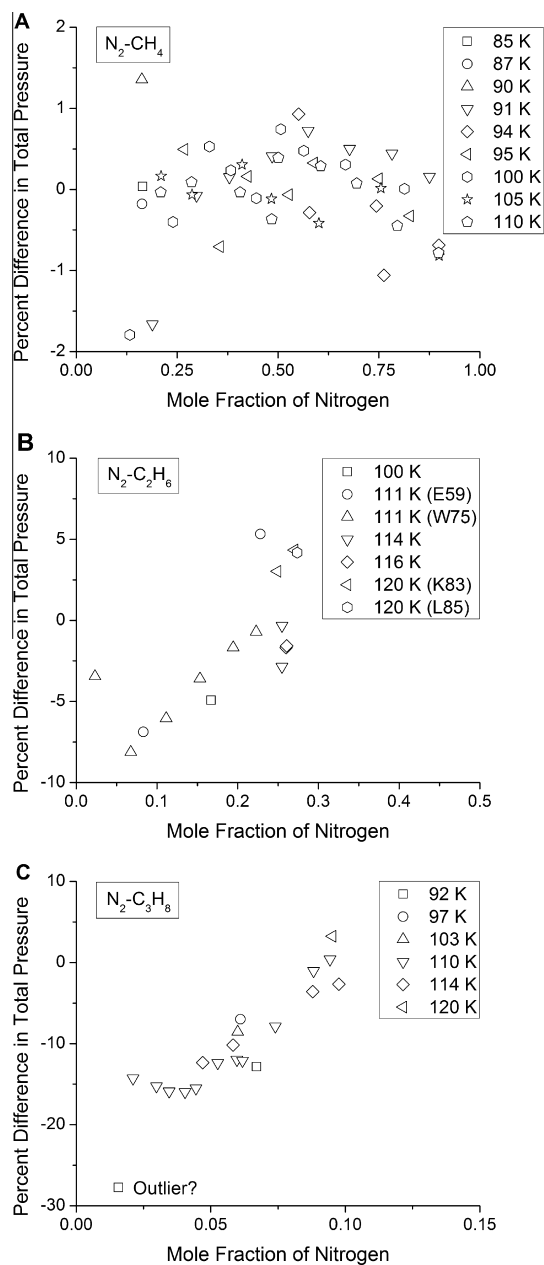 A
N2-CH4
Percent Difference in Total Pressure
2
1
0
-1
-2
85 K
87 K
90 K
91 K
94 K
95 K
100 K
105 K
110 K
0.00 0.25 0.50 0.75 1.00
Mole Fraction of Nitrogen
B
N2-C2H6
Percent Difference in Total Pressure
10
5
0
-5
-10
100 K
111 K (E59)
111 K (W75)
114 K
116 K
120 K (K83)
120 K (L85)
0.0 0.1 0.2 0.3 0.4 0.5
Mole Fraction of Nitrogen
C
N2-C3H8
Percent Difference in Total Pressure
10
0
-10
-20
-30
92 K
97 K
103 K
110 K
114 K
120 K
Outlier?
0.00 0.05 0.10 0.15
Mole Fraction of Nitrogen